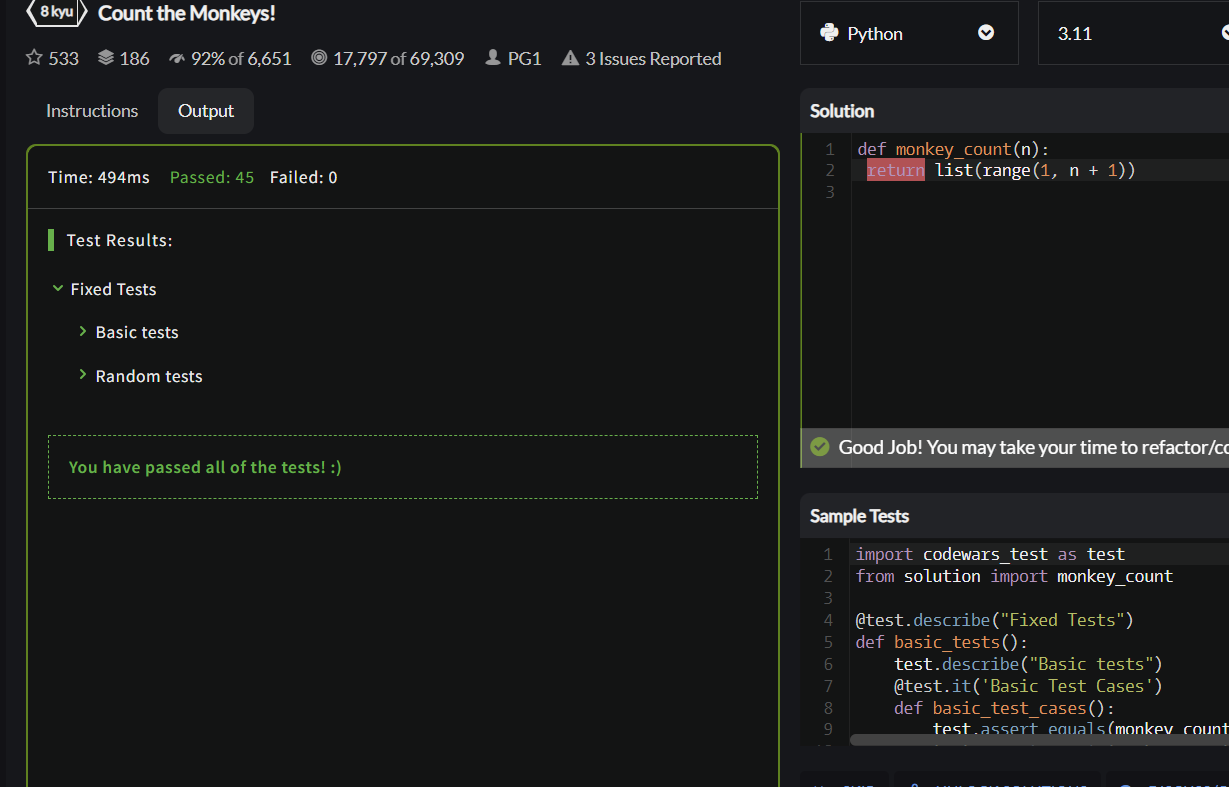 8 kyu Count the Monkeys!
533 186 92% of 6,651 17,797 of 69,309 PG1 3 Issues Reported
Instructions Output
Time: 494ms Passed: 45 Failed: 0
Test Results:
Fixed Tests
Basic tests
Random tests
You have passed all of the tests! :)
Python 3.11
Solution
1 def monkey_count(n):
2 return list(range(1, n + 1))
3
Good Job! You may take your time to refactor/co
Sample Tests
1 import codewars_test as test
2 from solution import monkey_count
3
4 @test.describe("Fixed Tests")
5 def basic_tests():
6 test.describe("Basic tests")
7 @test.it('Basic Test Cases')
8 def basic_test_cases():
9 test.assert_equals(monkey_count